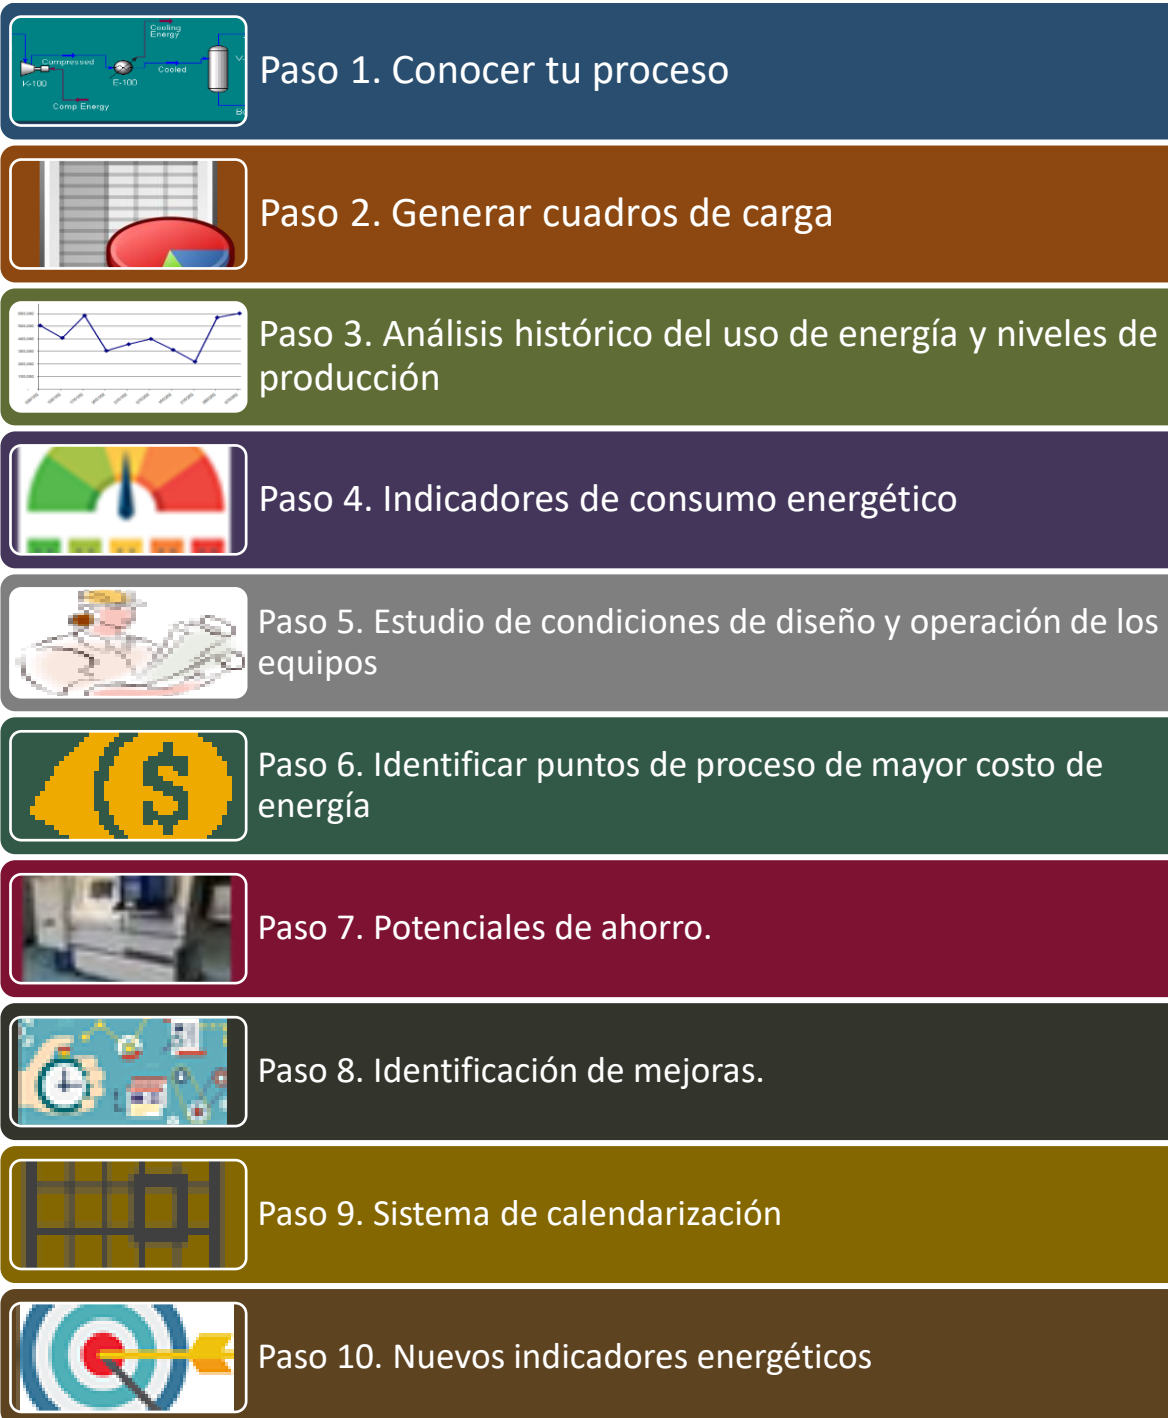 Cooling
Energy
Compressed
Cooled
K-100
E-100
V-
Comp Energy
Bo
Paso 1. Conocer tu proceso
Paso 2. Generar cuadros de carga
Paso 3. Análisis histórico del uso de energía y niveles de
producción
Paso 4. Indicadores de consumo energético
Paso 5. Estudio de condiciones de diseño y operación de los
equipos
$
Paso 6. Identificar puntos de proceso de mayor costo de
energía
Paso 7. Potenciales de ahorro.
Paso 8. Identificación de mejoras.
Paso 9. Sistema de calendarización
Paso 10. Nuevos indicadores energéticos